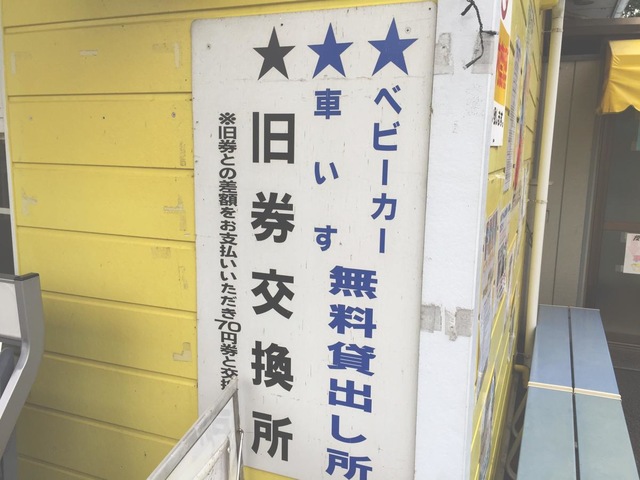 ★ベビーカー
★車いす
無料貸出し所
★旧券交換所
※旧券との差額をお支払いいただき70円券と交換